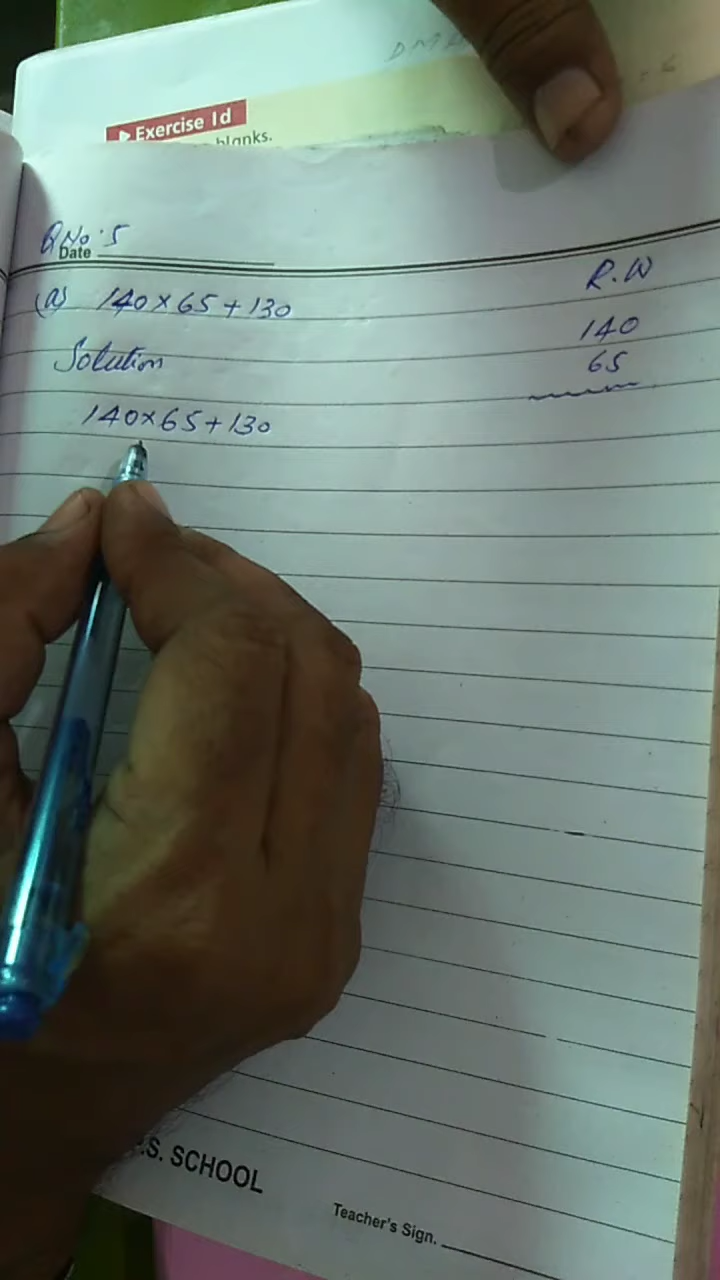 Exercise 1d
blanks.
Q No. 5
Date
R.W
(a) 140 × 65 + 130
140
65
Solution
140 × 65 + 130
.S. SCHOOL
Teacher's Sign.